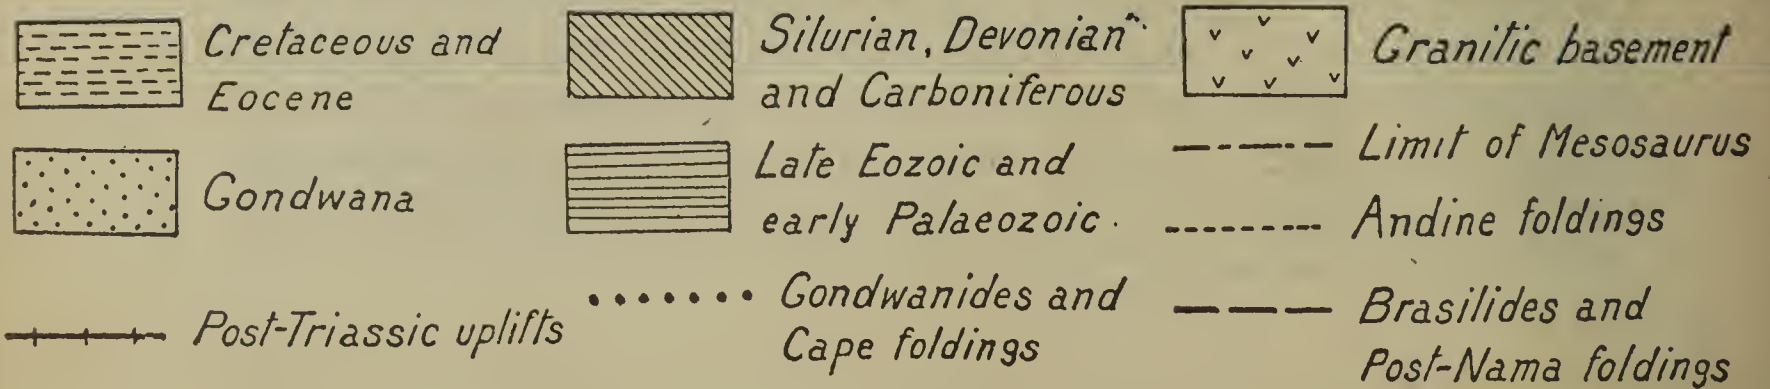 Cretaceous and
Eocene
Gondwana
Post-Triassic uplifts
Silurian, Devonian
and Carboniferous
Late Eozoic and
early Palaeozoic.
Gondwanides and
Cape foldings
Granitic basement
Limit of Mesosaurus
Andine foldings
Brasilides and
Post-Nama foldings